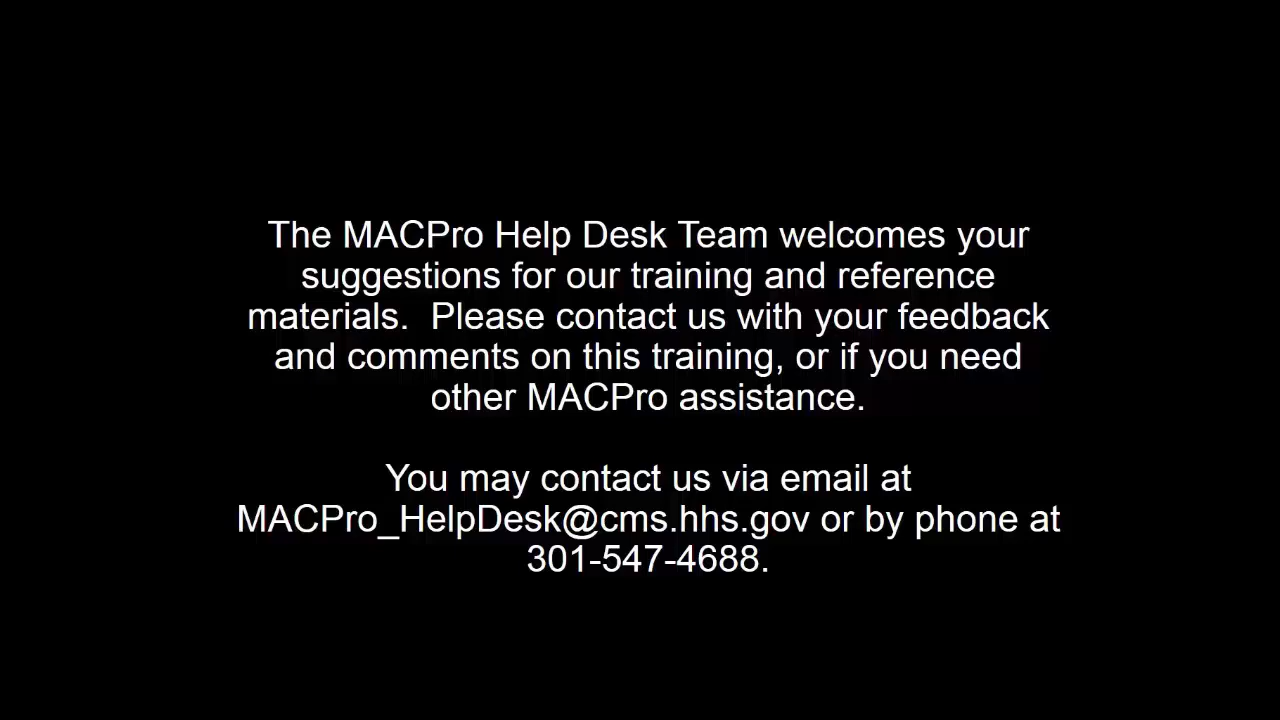 The MACPro Help Desk Team welcomes your
suggestions for our training and reference
materials.  Please contact us with your feedback
and comments on this training, or if you need
other MACPro assistance.
You may contact us via email at
MACPro_HelpDesk@cms.hhs.gov or by phone at
301-547-4688.